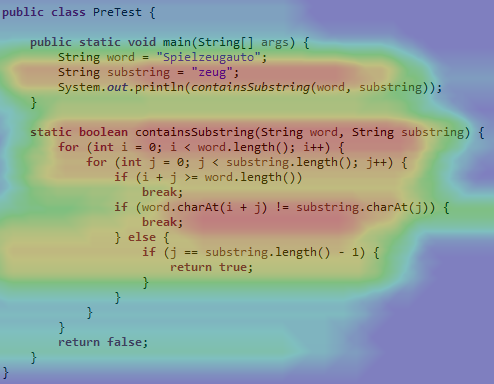 public class PreTest {
public static void main(String[] args) {
String word = "Spielzeugauto";
String substring = "zeug";
System.out.println(containsSubstring(word, substring));
}
static boolean containsSubstring(String word, String substring) {
for (int i = 0; i < word.length(); i++) {
for (int j = 0; j < substring.length(); j++) {
if (i + j >= word.length())
break;
if (word.charAt(i + j) != substring.charAt(j)) {
break;
} else {
if (j == substring.length() - 1) {
return true;
}
}
}
}
return false;
}
}